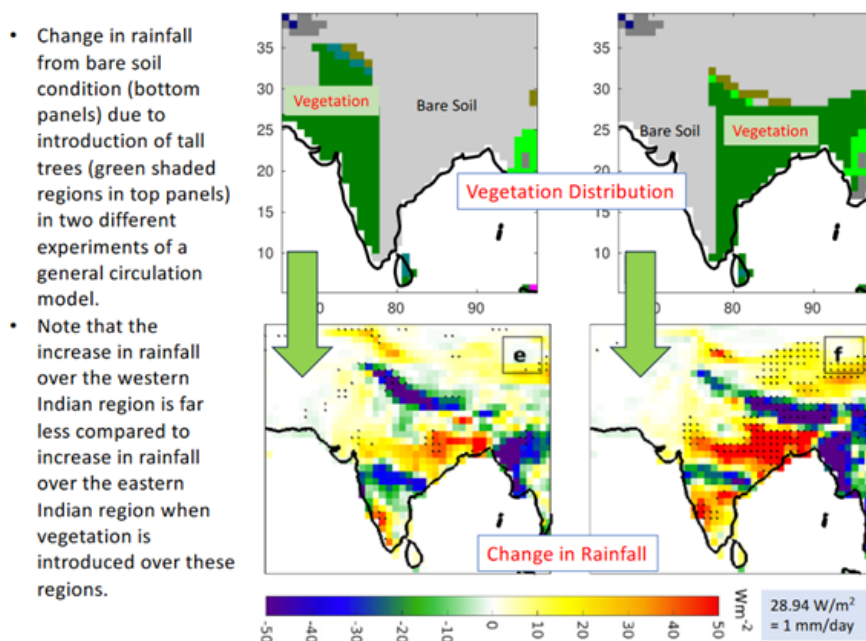 • Change in rainfall
from bare soil
condition (bottom
panels) due to
introduction of tall
trees (green shaded
regions in top panels)
in two different
experiments of a
general circulation
model.
• Note that the
increase in rainfall
over the western
Indian region is far
less compared to
increase in rainfall
over the eastern
Indian region when
vegetation is
introduced over these
regions.
35
30
25
20
15
10
Vegetation
Bare Soil
i
80
90
35
30
25
20
15
10
Bare Soil
Vegetation
i
80
90
Vegetation Distribution
e
i
f
i
Change in Rainfall
-50
-40
-30
-20
-10
0
10
20
30
40
50
Wm-2
28.94 W/m²
= 1 mm/day